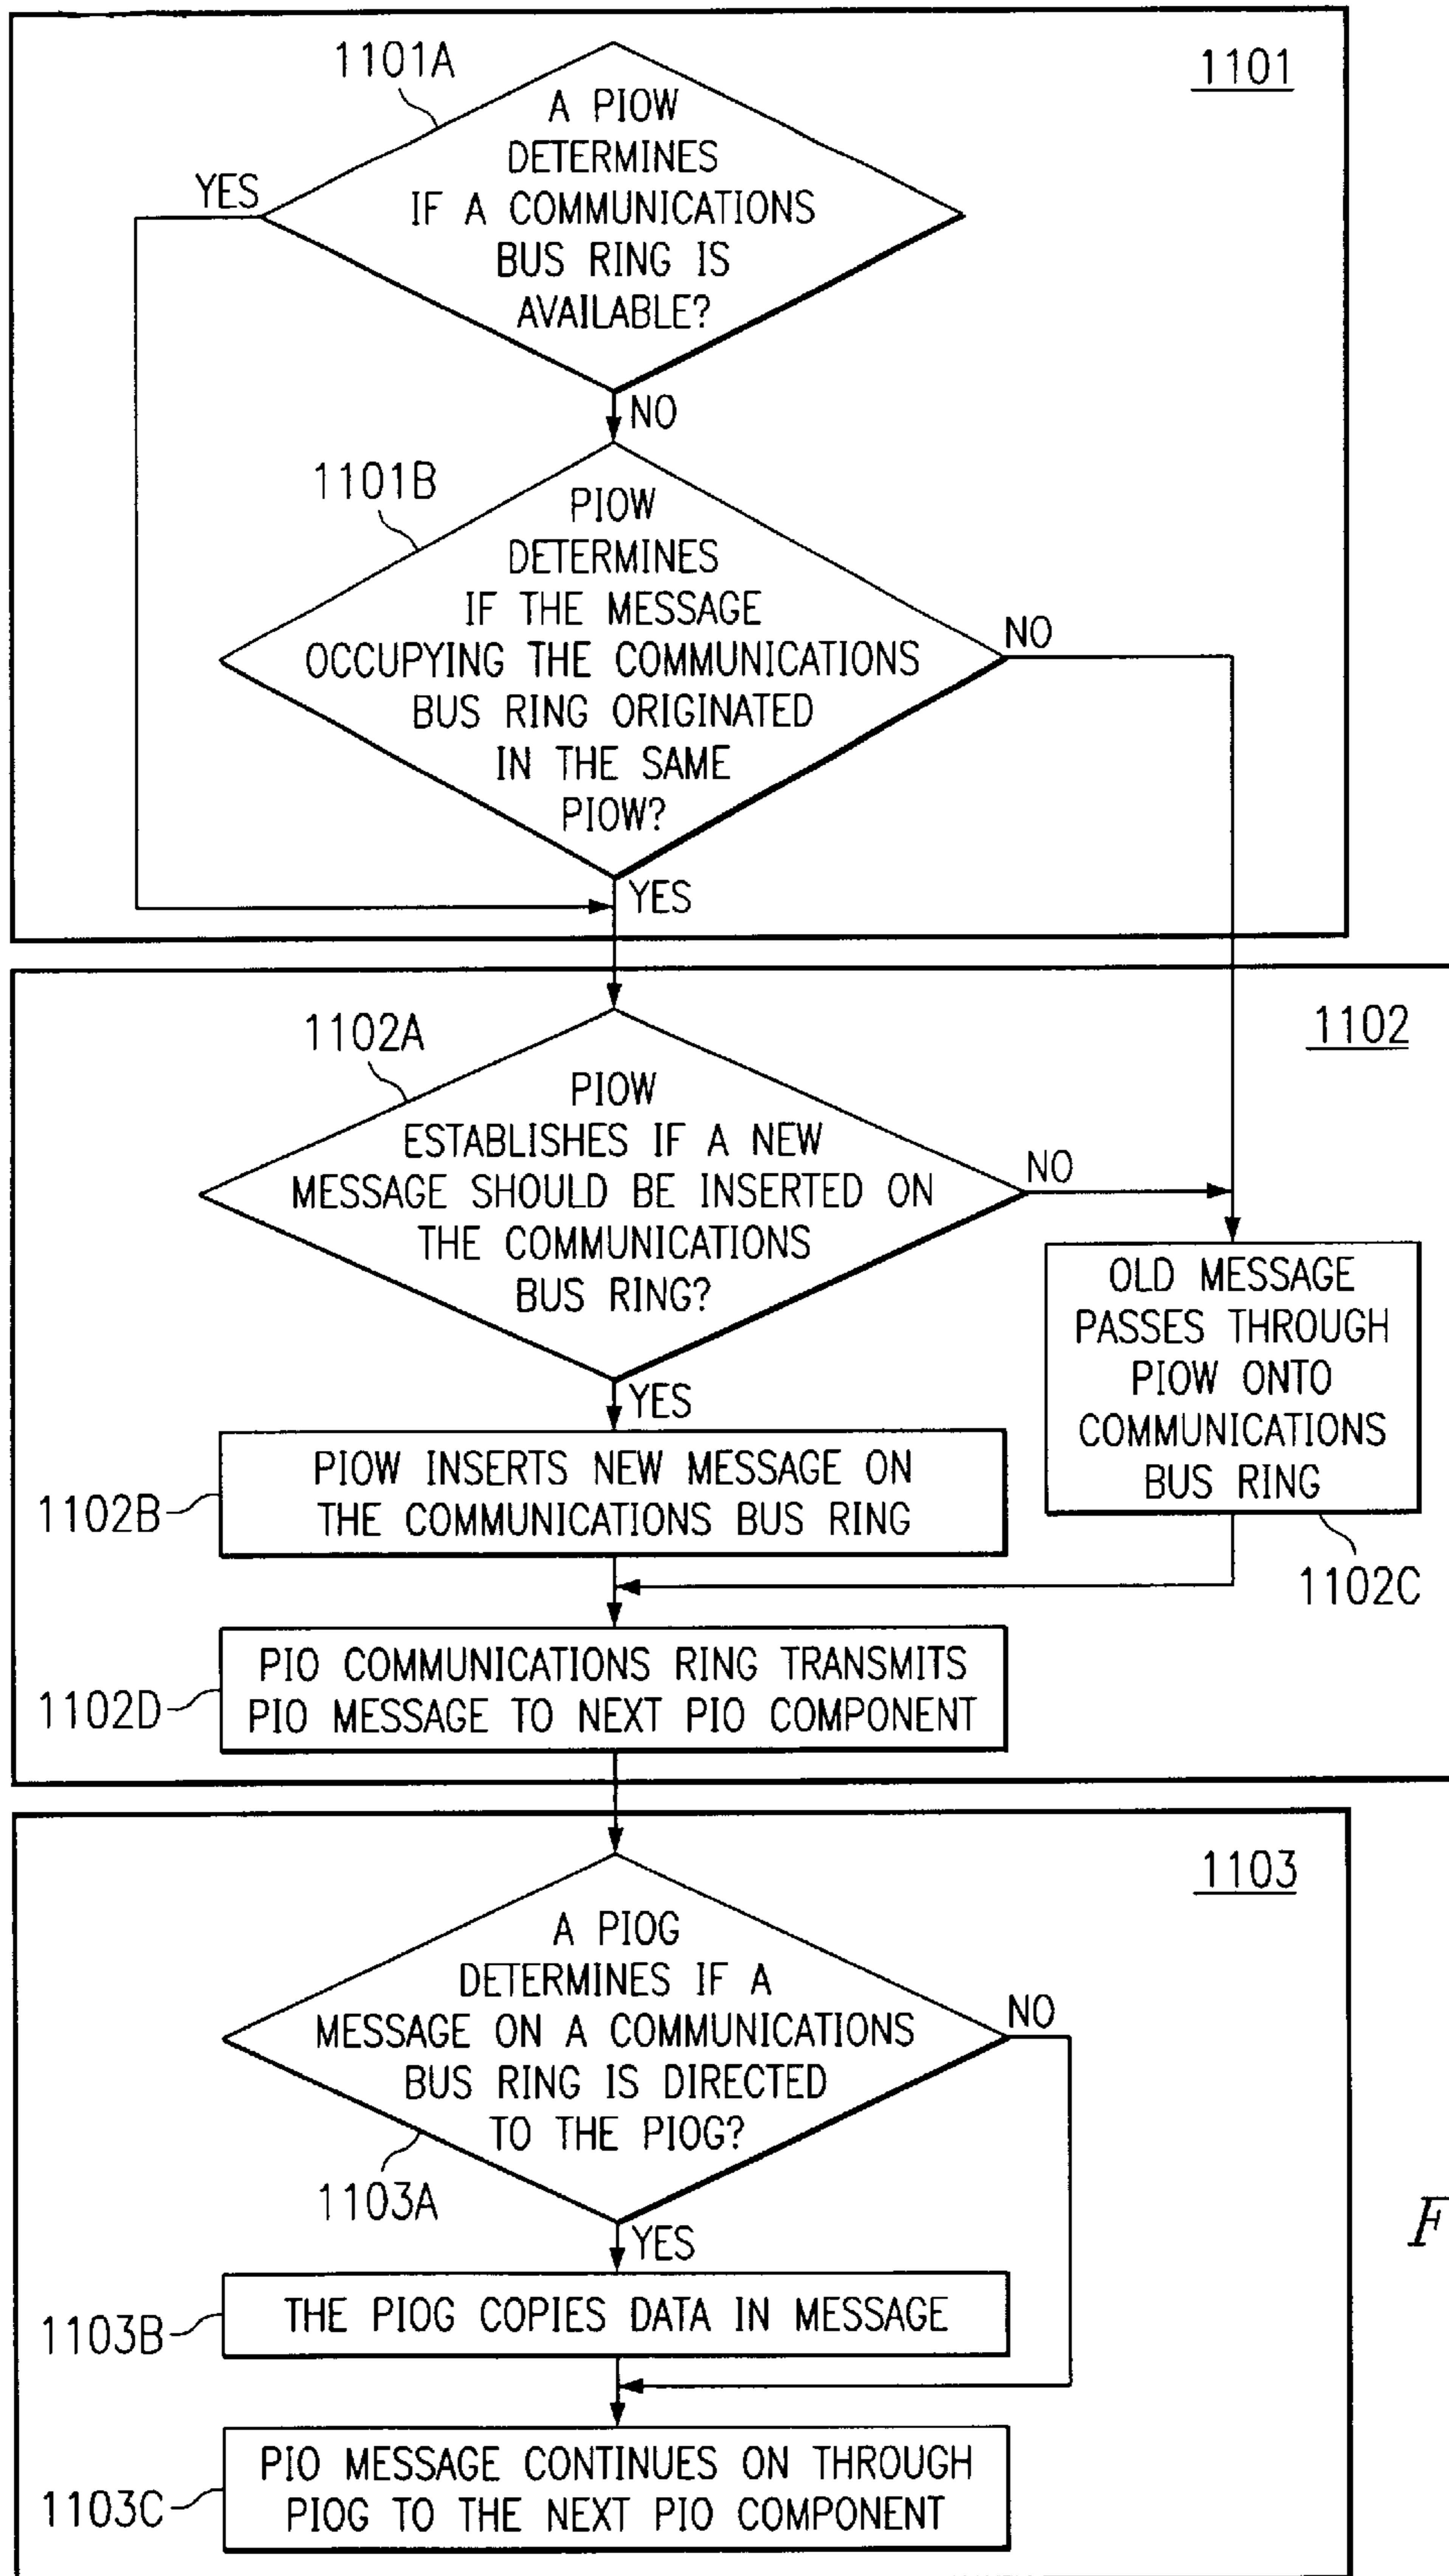 1101
1101A
A PIOW
DETERMINES
IF A COMMUNICATIONS
BUS RING IS
AVAILABLE?
YES
NO
1101B
PIOW
DETERMINES
IF THE MESSAGE
OCCUPYING THE COMMUNICATIONS
BUS RING ORIGINATED
IN THE SAME
PIOW?
NO
YES
1102
1102A
PIOW
ESTABLISHES IF A NEW
MESSAGE SHOULD BE INSERTED ON
THE COMMUNICATIONS
BUS RING?
NO
YES
OLD MESSAGE
PASSES THROUGH
PIOW ONTO
COMMUNICATIONS
BUS RING
1102C
PIOW INSERTS NEW MESSAGE ON
THE COMMUNICATIONS BUS RING
1102B
PIO COMMUNICATIONS RING TRANSMITS
PIO MESSAGE TO NEXT PIO COMPONENT
1102D
1103
A PIOG
DETERMINES IF A
MESSAGE ON A COMMUNICATIONS
BUS RING IS DIRECTED
TO THE PIOG?
NO
1103A
YES
F
THE PIOG COPIES DATA IN MESSAGE
1103B
PIO MESSAGE CONTINUES ON THROUGH
PIOG TO THE NEXT PIO COMPONENT
1103C